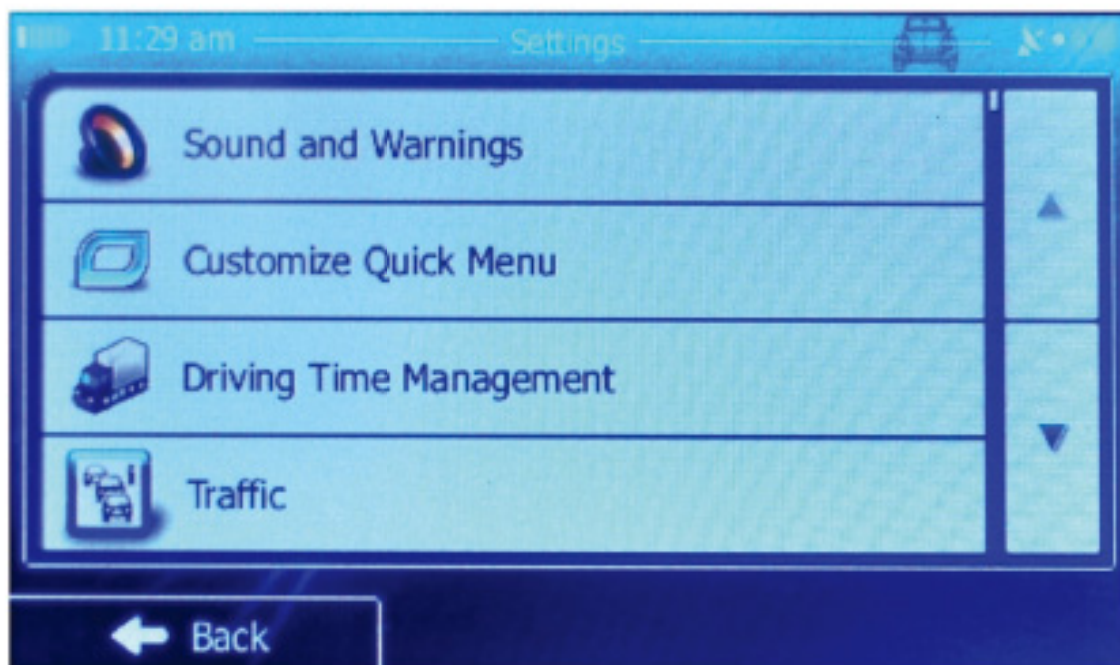 11:29 am
Settings
Sound and Warnings
Customize Quick Menu
Driving Time Management
Traffic
Back